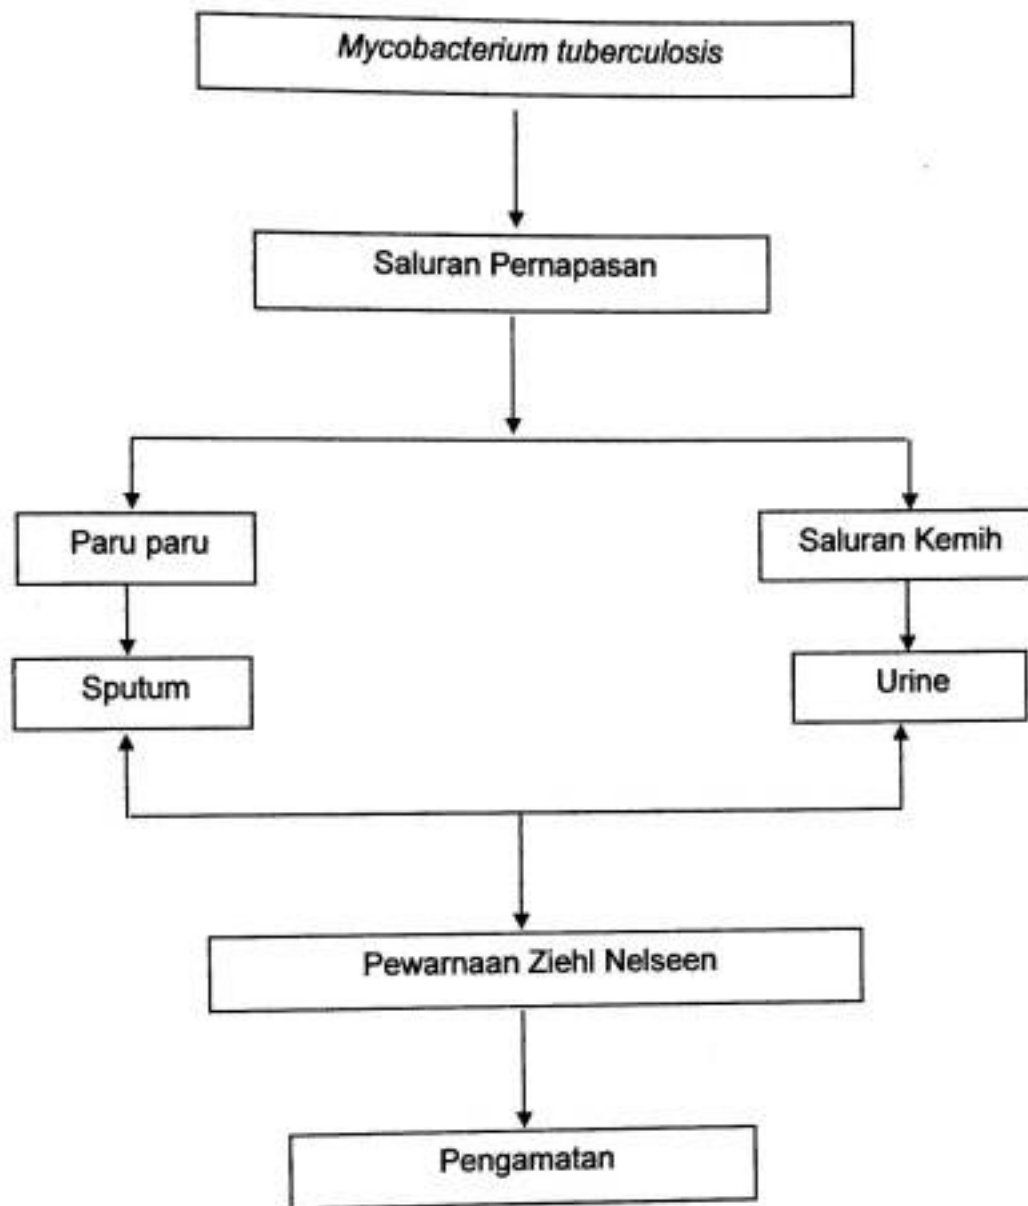 Mycobacterium tuberculosis
Saluran Pernapasan
Paru paru
Saluran Kemih
Sputum
Urine
Pewarnaan Ziehl Nelseen
Pengamatan